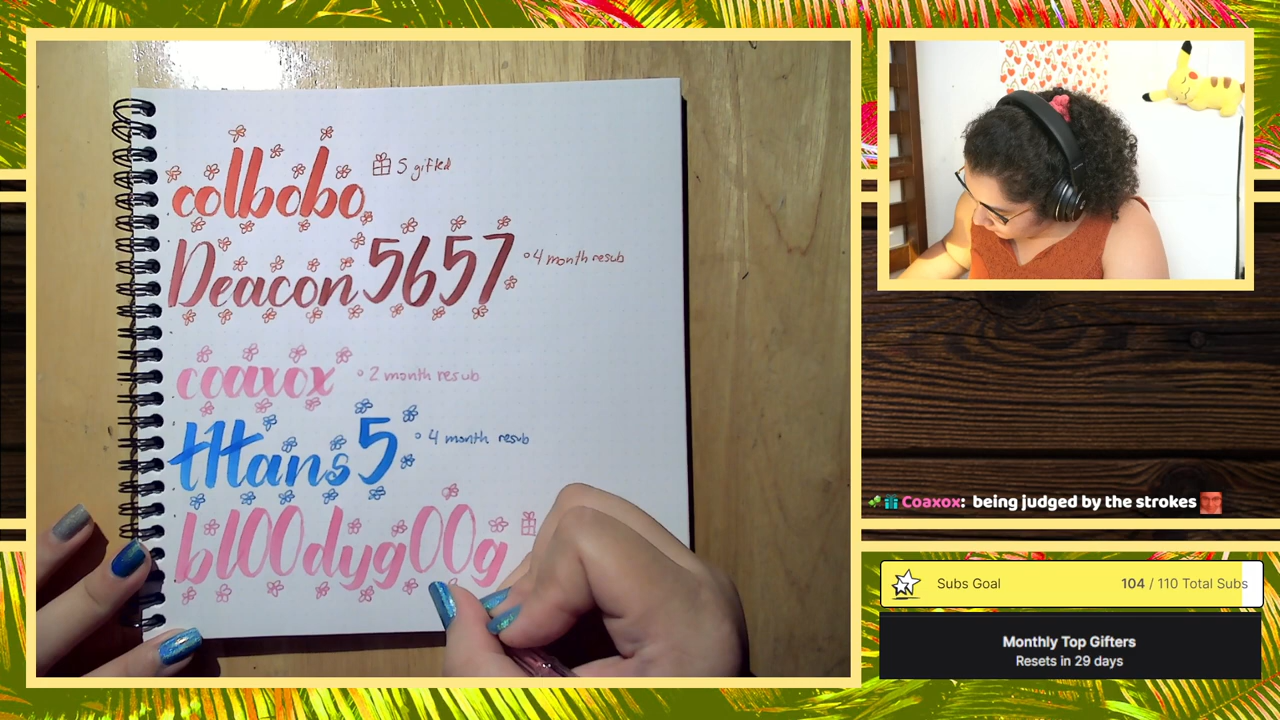 colbobo 5 gifted
Deacon5657 4 month resub
coaxox 2 month resub
tHans5 4 month resub
bl00dyg00g
Coaxox: being judged by the strokes
Subs Goal 104 / 110 Total Subs
Monthly Top Gifters
Resets in 29 days